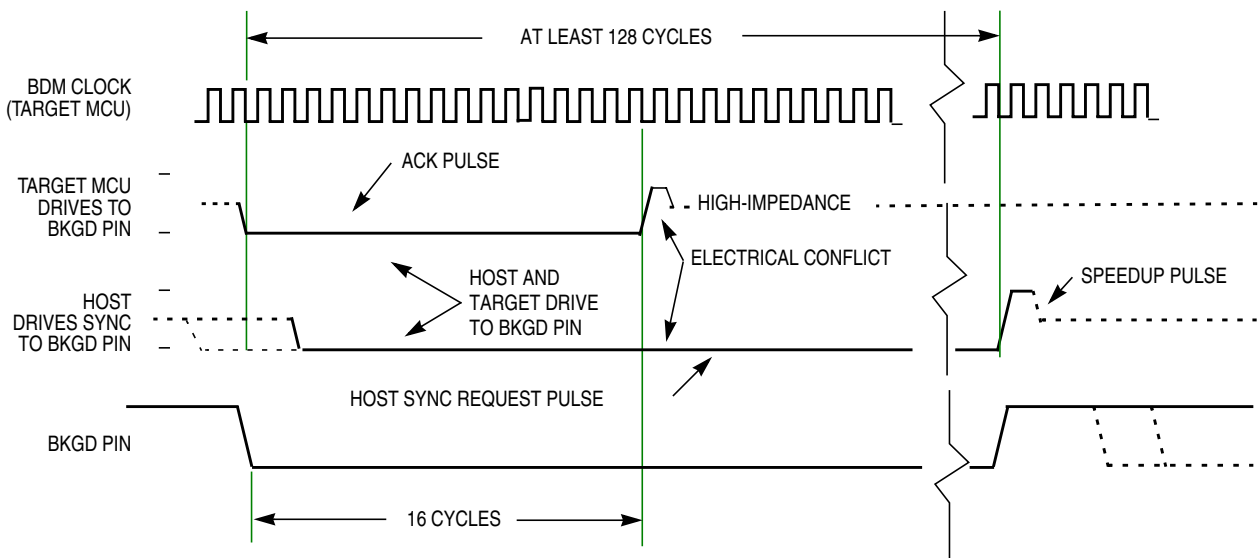 AT LEAST 128 CYCLES
BDM CLOCK
(TARGET MCU)
ACK PULSE
TARGET MCU
DRIVES TO
BKGD PIN
HIGH-IMPEDANCE
ELECTRICAL CONFLICT
HOST AND
TARGET DRIVE
TO BKGD PIN
SPEEDUP PULSE
HOST
DRIVES SYNC
TO BKGD PIN
HOST SYNC REQUEST PULSE
BKGD PIN
16 CYCLES